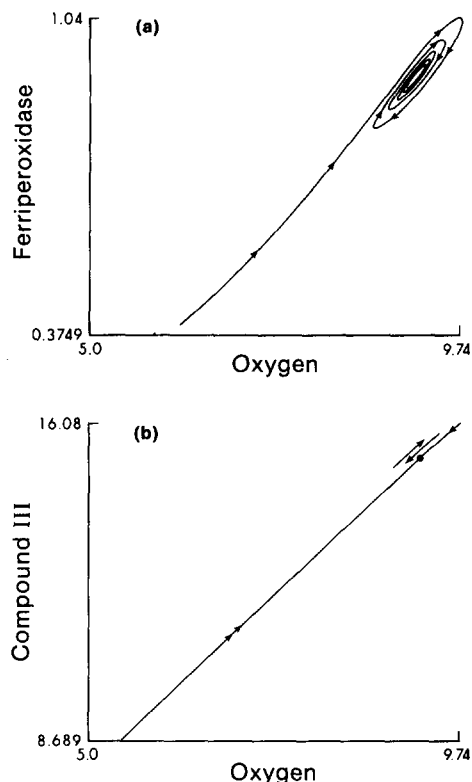 1.04
(a)
Ferriperoxidase
0.3749
5.0
9.74
Oxygen
16.08
(b)
Compound III
8.689
5.0
9.74
Oxygen